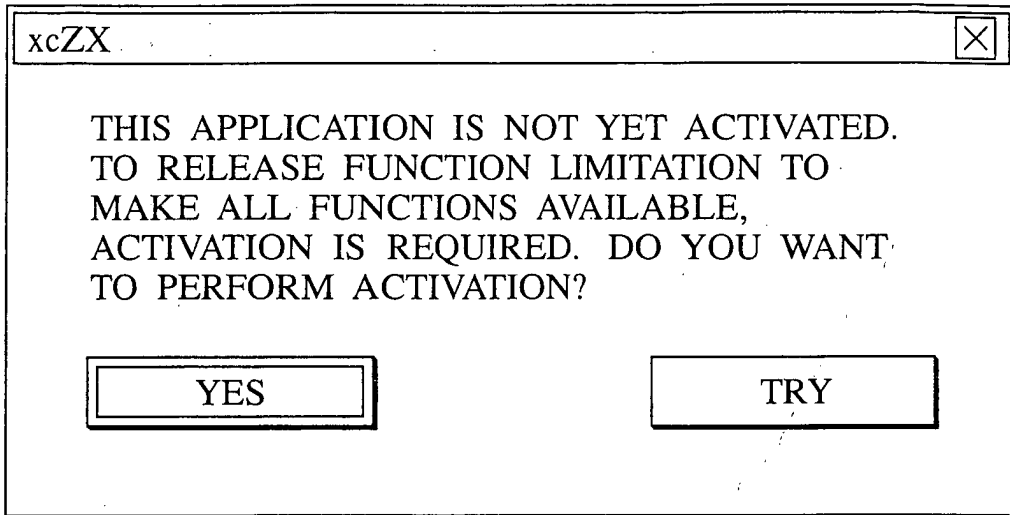 xcZX
THIS APPLICATION IS NOT YET ACTIVATED.
TO RELEASE FUNCTION LIMITATION TO
MAKE ALL FUNCTIONS AVAILABLE,
ACTIVATION IS REQUIRED. DO YOU WANT
TO PERFORM ACTIVATION?
YES
TRY